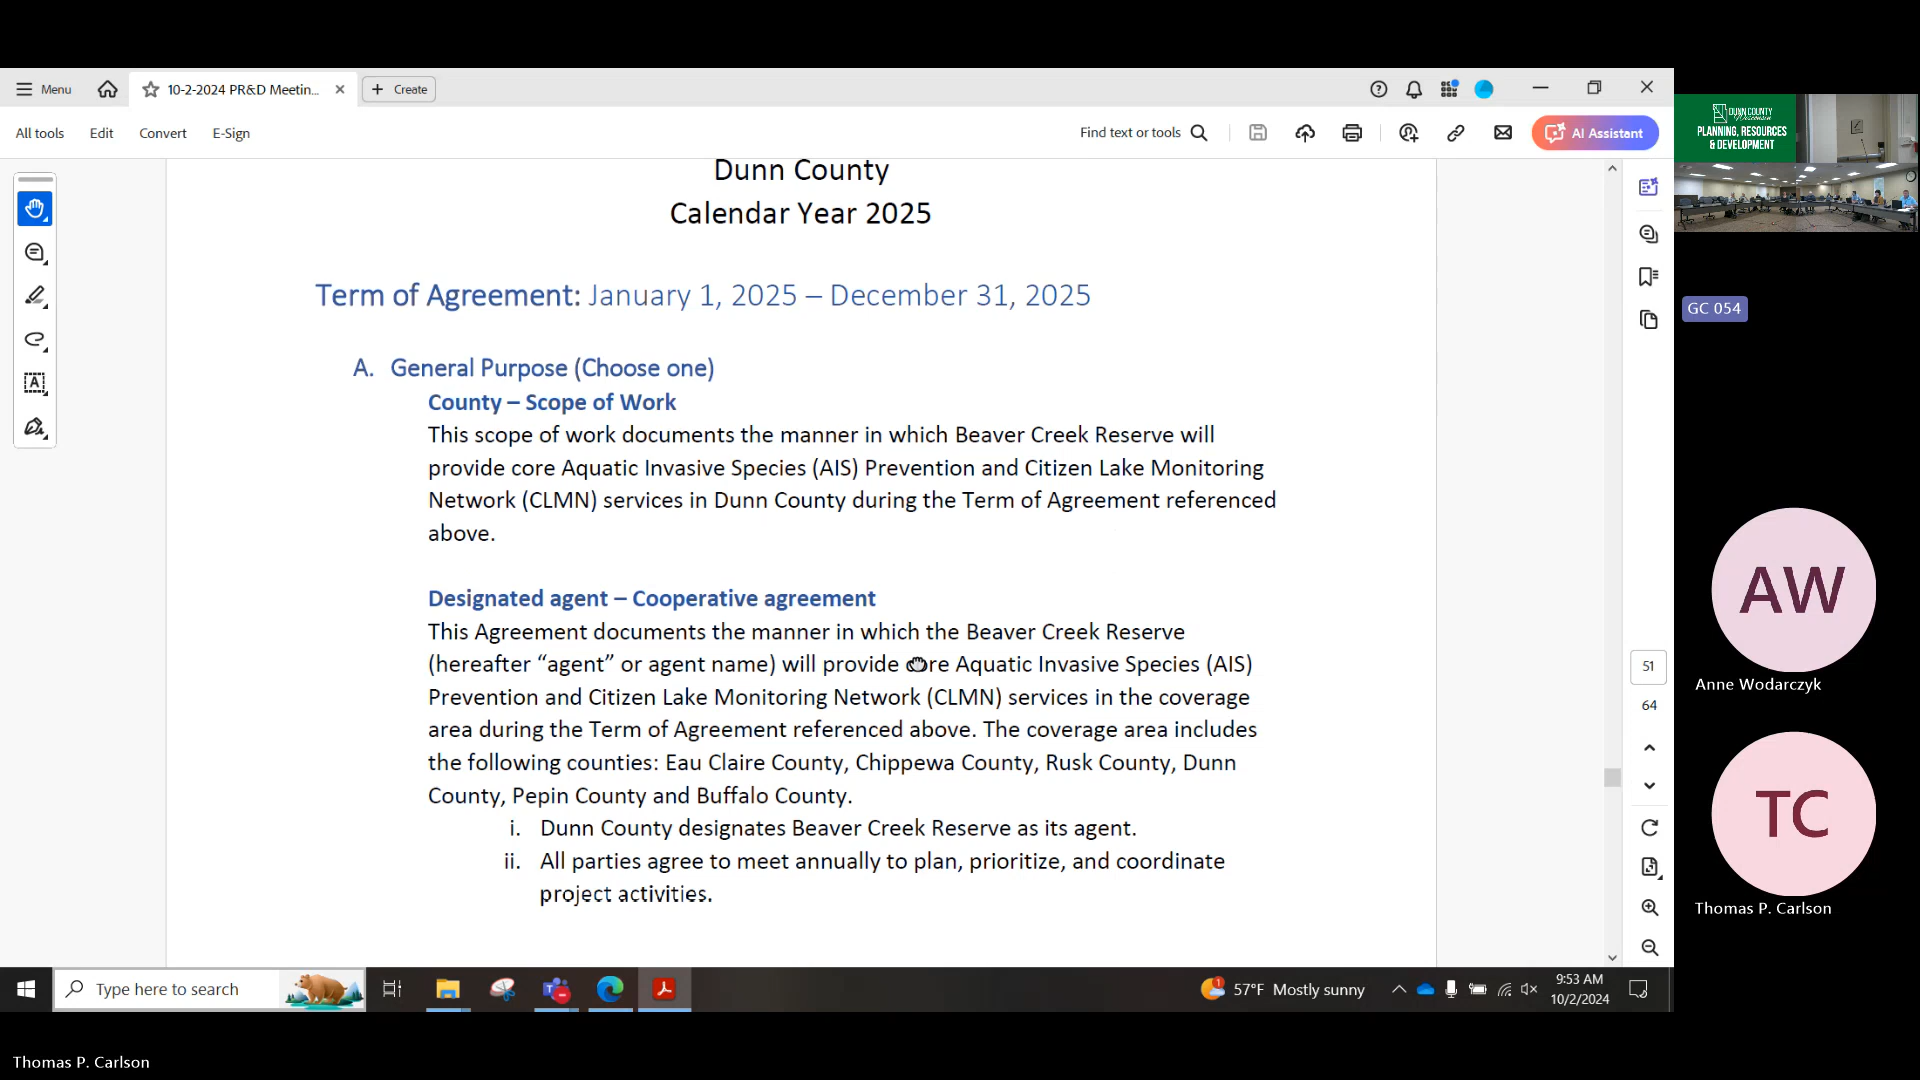 Menu
10-2-2024 PR&D Meetin...
Create
All tools
Edit
Convert
E-Sign
Find text or tools
AI Assistant
Dunn County
Calendar Year 2025
Term of Agreement: January 1, 2025 – December 31, 2025
A. General Purpose (Choose one)
County – Scope of Work
This scope of work documents the manner in which Beaver Creek Reserve will
provide core Aquatic Invasive Species (AIS) Prevention and Citizen Lake Monitoring
Network (CLMN) services in Dunn County during the Term of Agreement referenced
above.
Designated agent – Cooperative agreement
This Agreement documents the manner in which the Beaver Creek Reserve
(hereafter “agent” or agent name) will provide core Aquatic Invasive Species (AIS)
Prevention and Citizen Lake Monitoring Network (CLMN) services in the coverage
area during the Term of Agreement referenced above. The coverage area includes
the following counties: Eau Claire County, Chippewa County, Rusk County, Dunn
County, Pepin County and Buffalo County.
i. Dunn County designates Beaver Creek Reserve as its agent.
ii. All parties agree to meet annually to plan, prioritize, and coordinate
project activities.
51
64
DUNN COUNTY
Wisconsin
PLANNING, RESOURCES
& DEVELOPMENT
GC 054
AW
Anne Wodarczyk
TC
Thomas P. Carlson
Type here to search
57°F Mostly sunny
9:53 AM
10/2/2024
Thomas P. Carlson